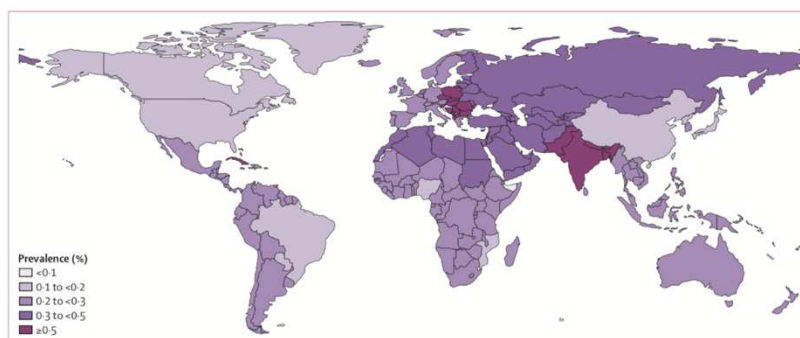 Prevalence (%)
<0·1
0·1 to <0·2
0·2 to <0·3
0·3 to <0·5
≥0·5